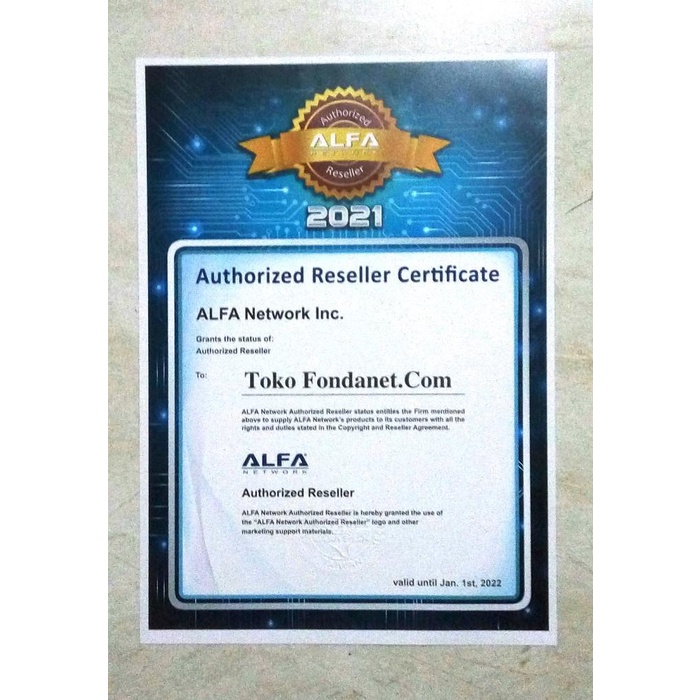 Authorized
ALFA
NETWORK
Reseller
2021
Authorized Reseller Certificate
ALFA Network Inc.
Grants the status of:
Authorized Reseller
To:
Toko Fondanet.Com
ALFA Network Authorized Reseller status entitles the Firm mentioned
above to supply ALFA Network's products to its customers with all the
rights and duties stated in the Copyright and Reseller Agreement.
ALFA
NETWORK
Authorized Reseller
ALFA Network Authorized Reseller is hereby granted the use of
the "ALFA Network Authorized Reseller" logo and other
marketing support materials.
valid until Jan. 1st, 2022